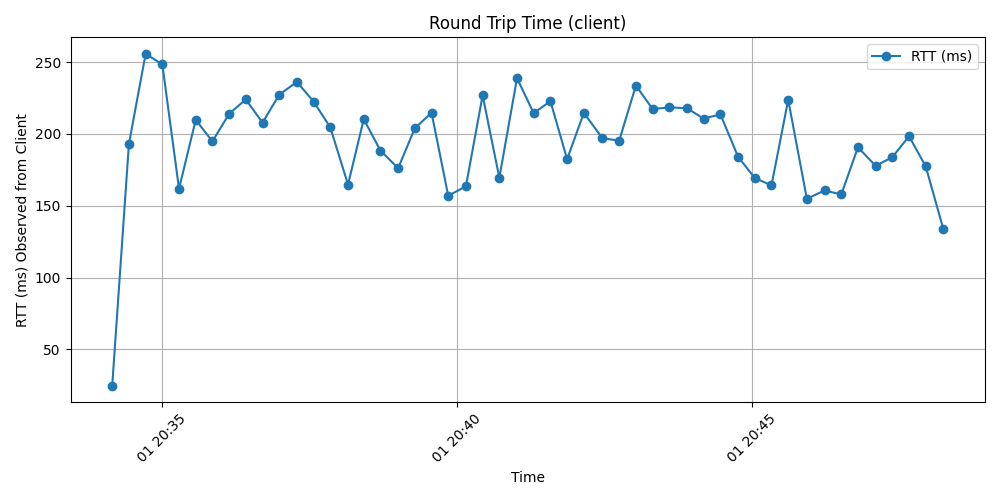 Round Trip Time (client)
RTT (ms)
RTT (ms) Observed from Client
250
200
150
100
50
01 20:35
01 20:40
01 20:45
Time